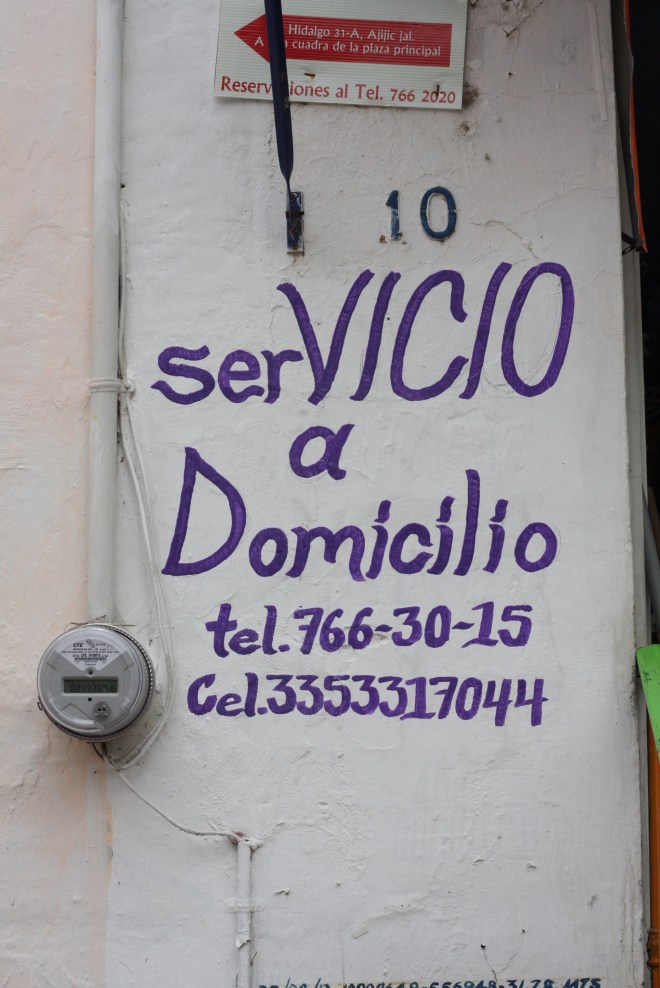 Hidalgo 31-A, Ajijic jal.
A cuadra de la plaza principal
Reservaciones al Tel. 766 2020
10
serVICIO
a
Domicilio
tel. 766-30-15
Cel. 3353317044
CFE